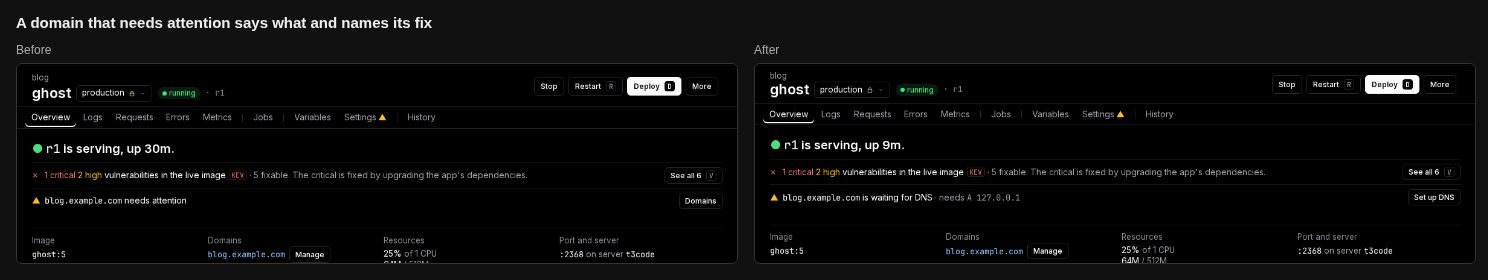 A domain that needs attention says what and names its fix
Before
blog
ghost production running · r1 Stop Restart R Deploy D More
Overview Logs Requests Errors Metrics Jobs Variables Settings History
r1 is serving, up 30m.
× 1 critical 2 high vulnerabilities in the live image KEV · 5 fixable. The critical is fixed by upgrading the app's dependencies. See all 6 V
blog.example.com needs attention Domains
Image Domains Resources Port and server
ghost:5 blog.example.com Manage 25% of 1 CPU :2368 on server t3code
64M / 512M
After
blog
ghost production running · r1 Stop Restart R Deploy D More
Overview Logs Requests Errors Metrics Jobs Variables Settings History
r1 is serving, up 9m.
× 1 critical 2 high vulnerabilities in the live image KEV · 5 fixable. The critical is fixed by upgrading the app's dependencies. See all 6 V
blog.example.com is waiting for DNS · needs A 127.0.0.1 Set up DNS
Image Domains Resources Port and server
ghost:5 blog.example.com Manage 25% of 1 CPU :2368 on server t3code
64M / 512M